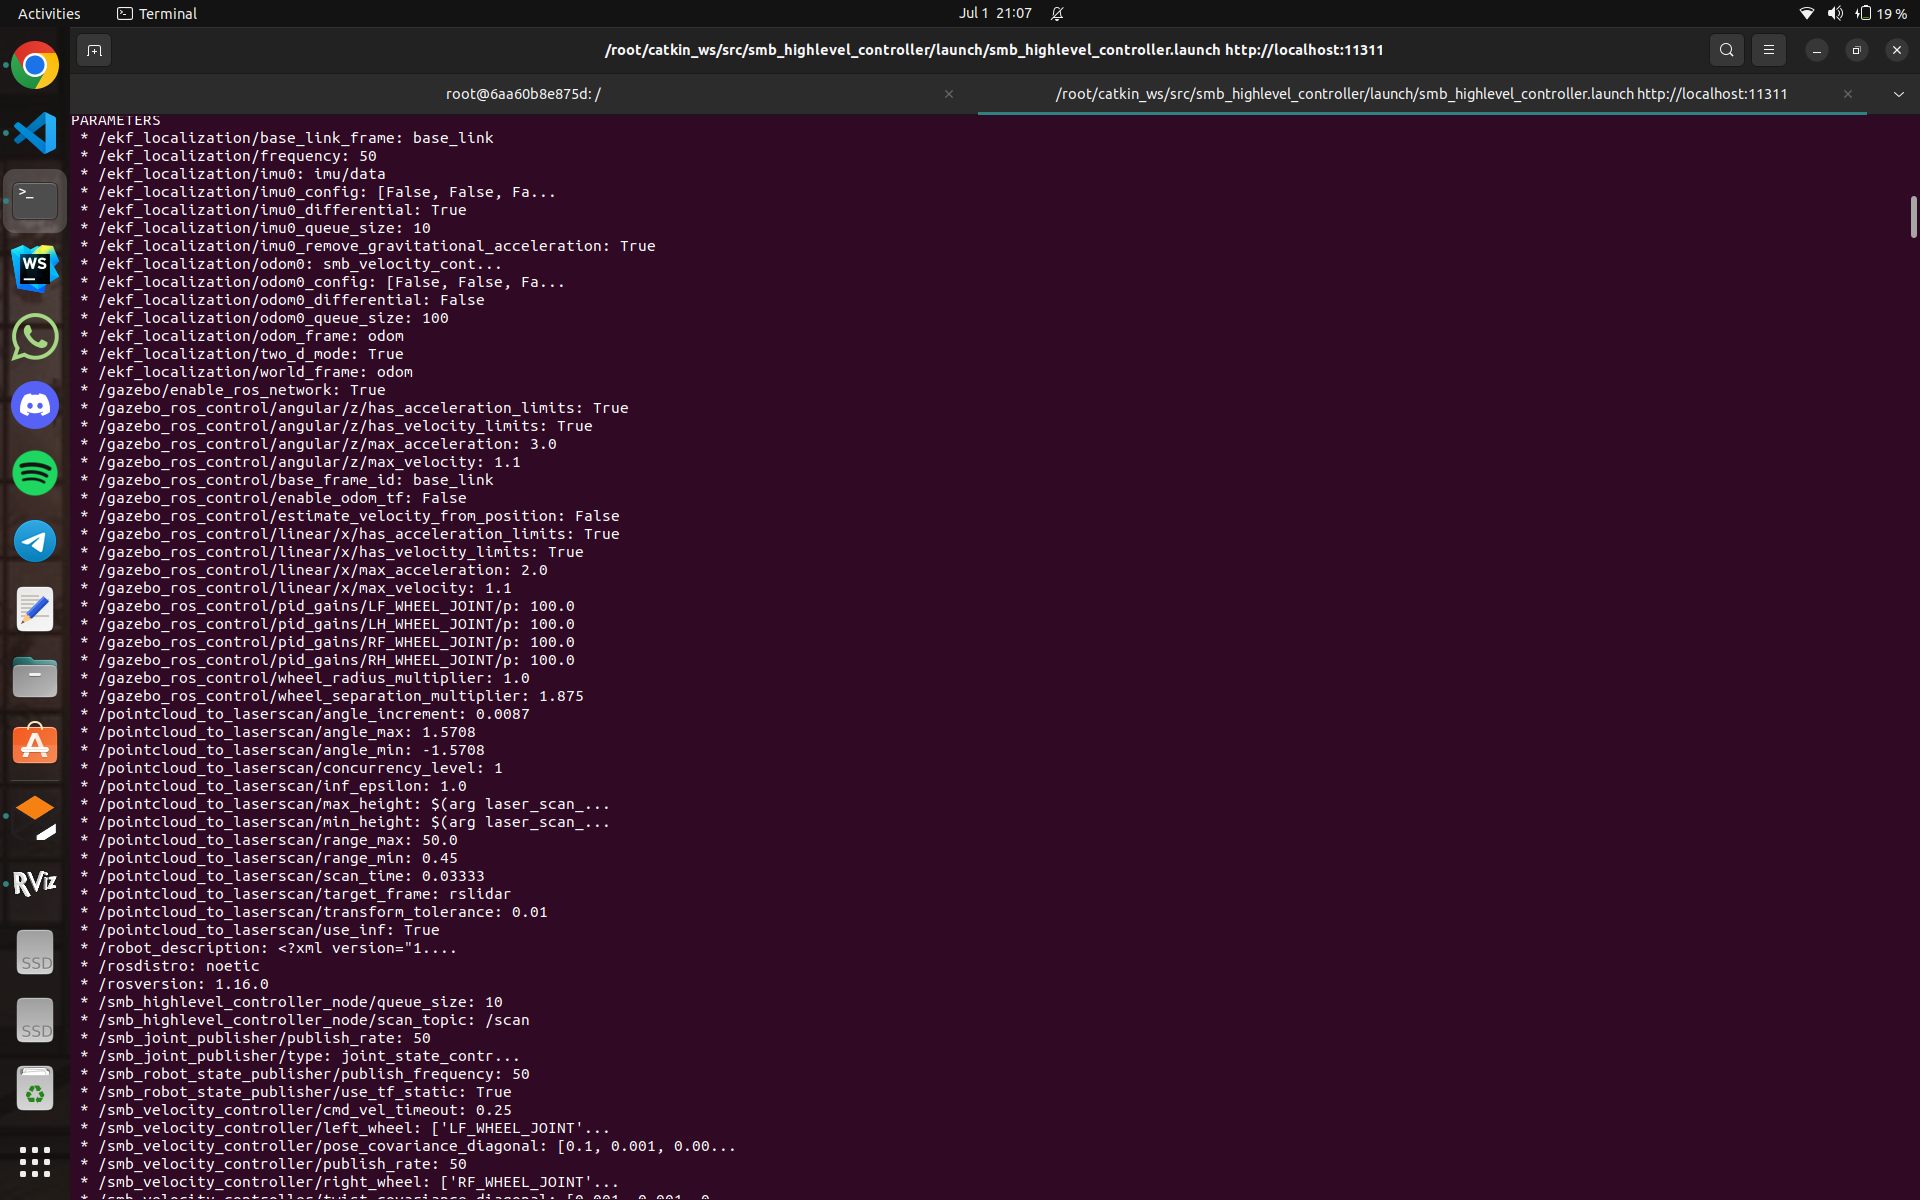 Activities
Terminal
Jul 1 21:07
19 %
/root/catkin_ws/src/smb_highlevel_controller/launch/smb_highlevel_controller.launch http://localhost:11311
root@6aa60b8e875d: /
/root/catkin_ws/src/smb_highlevel_controller/launch/smb_highlevel_controller.launch http://localhost:11311
PARAMETERS
* /ekf_localization/base_link_frame: base_link
* /ekf_localization/frequency: 50
* /ekf_localization/imu0: imu/data
* /ekf_localization/imu0_config: [False, False, Fa...
* /ekf_localization/imu0_differential: True
* /ekf_localization/imu0_queue_size: 10
* /ekf_localization/imu0_remove_gravitational_acceleration: True
* /ekf_localization/odom0: smb_velocity_cont...
* /ekf_localization/odom0_config: [False, False, Fa...
* /ekf_localization/odom0_differential: False
* /ekf_localization/odom0_queue_size: 100
* /ekf_localization/odom_frame: odom
* /ekf_localization/two_d_mode: True
* /ekf_localization/world_frame: odom
* /gazebo/enable_ros_network: True
* /gazebo_ros_control/angular/z/has_acceleration_limits: True
* /gazebo_ros_control/angular/z/has_velocity_limits: True
* /gazebo_ros_control/angular/z/max_acceleration: 3.0
* /gazebo_ros_control/angular/z/max_velocity: 1.1
* /gazebo_ros_control/base_frame_id: base_link
* /gazebo_ros_control/enable_odom_tf: False
* /gazebo_ros_control/estimate_velocity_from_position: False
* /gazebo_ros_control/linear/x/has_acceleration_limits: True
* /gazebo_ros_control/linear/x/has_velocity_limits: True
* /gazebo_ros_control/linear/x/max_acceleration: 2.0
* /gazebo_ros_control/linear/x/max_velocity: 1.1
* /gazebo_ros_control/pid_gains/LF_WHEEL_JOINT/p: 100.0
* /gazebo_ros_control/pid_gains/LH_WHEEL_JOINT/p: 100.0
* /gazebo_ros_control/pid_gains/RF_WHEEL_JOINT/p: 100.0
* /gazebo_ros_control/pid_gains/RH_WHEEL_JOINT/p: 100.0
* /gazebo_ros_control/wheel_radius_multiplier: 1.0
* /gazebo_ros_control/wheel_separation_multiplier: 1.875
* /pointcloud_to_laserscan/angle_increment: 0.0087
* /pointcloud_to_laserscan/angle_max: 1.5708
* /pointcloud_to_laserscan/angle_min: -1.5708
* /pointcloud_to_laserscan/concurrency_level: 1
* /pointcloud_to_laserscan/inf_epsilon: 1.0
* /pointcloud_to_laserscan/max_height: $(arg laser_scan_...
* /pointcloud_to_laserscan/min_height: $(arg laser_scan_...
* /pointcloud_to_laserscan/range_max: 50.0
* /pointcloud_to_laserscan/range_min: 0.45
* /pointcloud_to_laserscan/scan_time: 0.03333
* /pointcloud_to_laserscan/target_frame: rslidar
* /pointcloud_to_laserscan/transform_tolerance: 0.01
* /pointcloud_to_laserscan/use_inf: True
* /robot_description: <?xml version="1....
* /rosdistro: noetic
* /rosversion: 1.16.0
* /smb_highlevel_controller_node/queue_size: 10
* /smb_highlevel_controller_node/scan_topic: /scan
* /smb_joint_publisher/publish_rate: 50
* /smb_joint_publisher/type: joint_state_contr...
* /smb_robot_state_publisher/publish_frequency: 50
* /smb_robot_state_publisher/use_tf_static: True
* /smb_velocity_controller/cmd_vel_timeout: 0.25
* /smb_velocity_controller/left_wheel: ['LF_WHEEL_JOINT'...
* /smb_velocity_controller/pose_covariance_diagonal: [0.1, 0.001, 0.00...
* /smb_velocity_controller/publish_rate: 50
* /smb_velocity_controller/right_wheel: ['RF_WHEEL_JOINT'...
* /smb_velocity_controller/twist_covariance_diagonal: [0.001, 0.001, 0...
WS
RViz
SSD
SSD